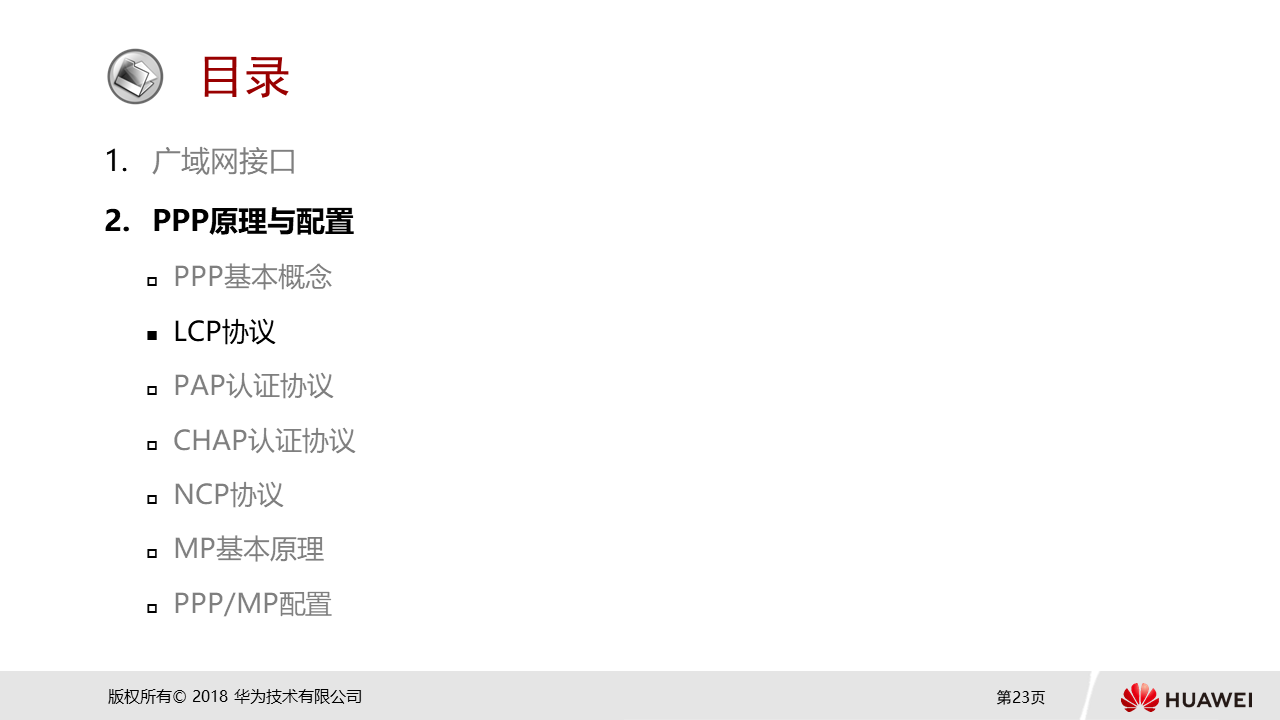 目录
1. 广域网接口
2. PPP原理与配置
PPP基本概念
LCP协议
PAP认证协议
CHAP认证协议
NCP协议
MP基本原理
PPP/MP配置
版权所有© 2018 华为技术有限公司
第23页
HUAWEI